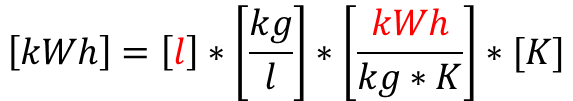 [kWh] = [l] * [kg/l] * [kWh/kg * K] * [K]